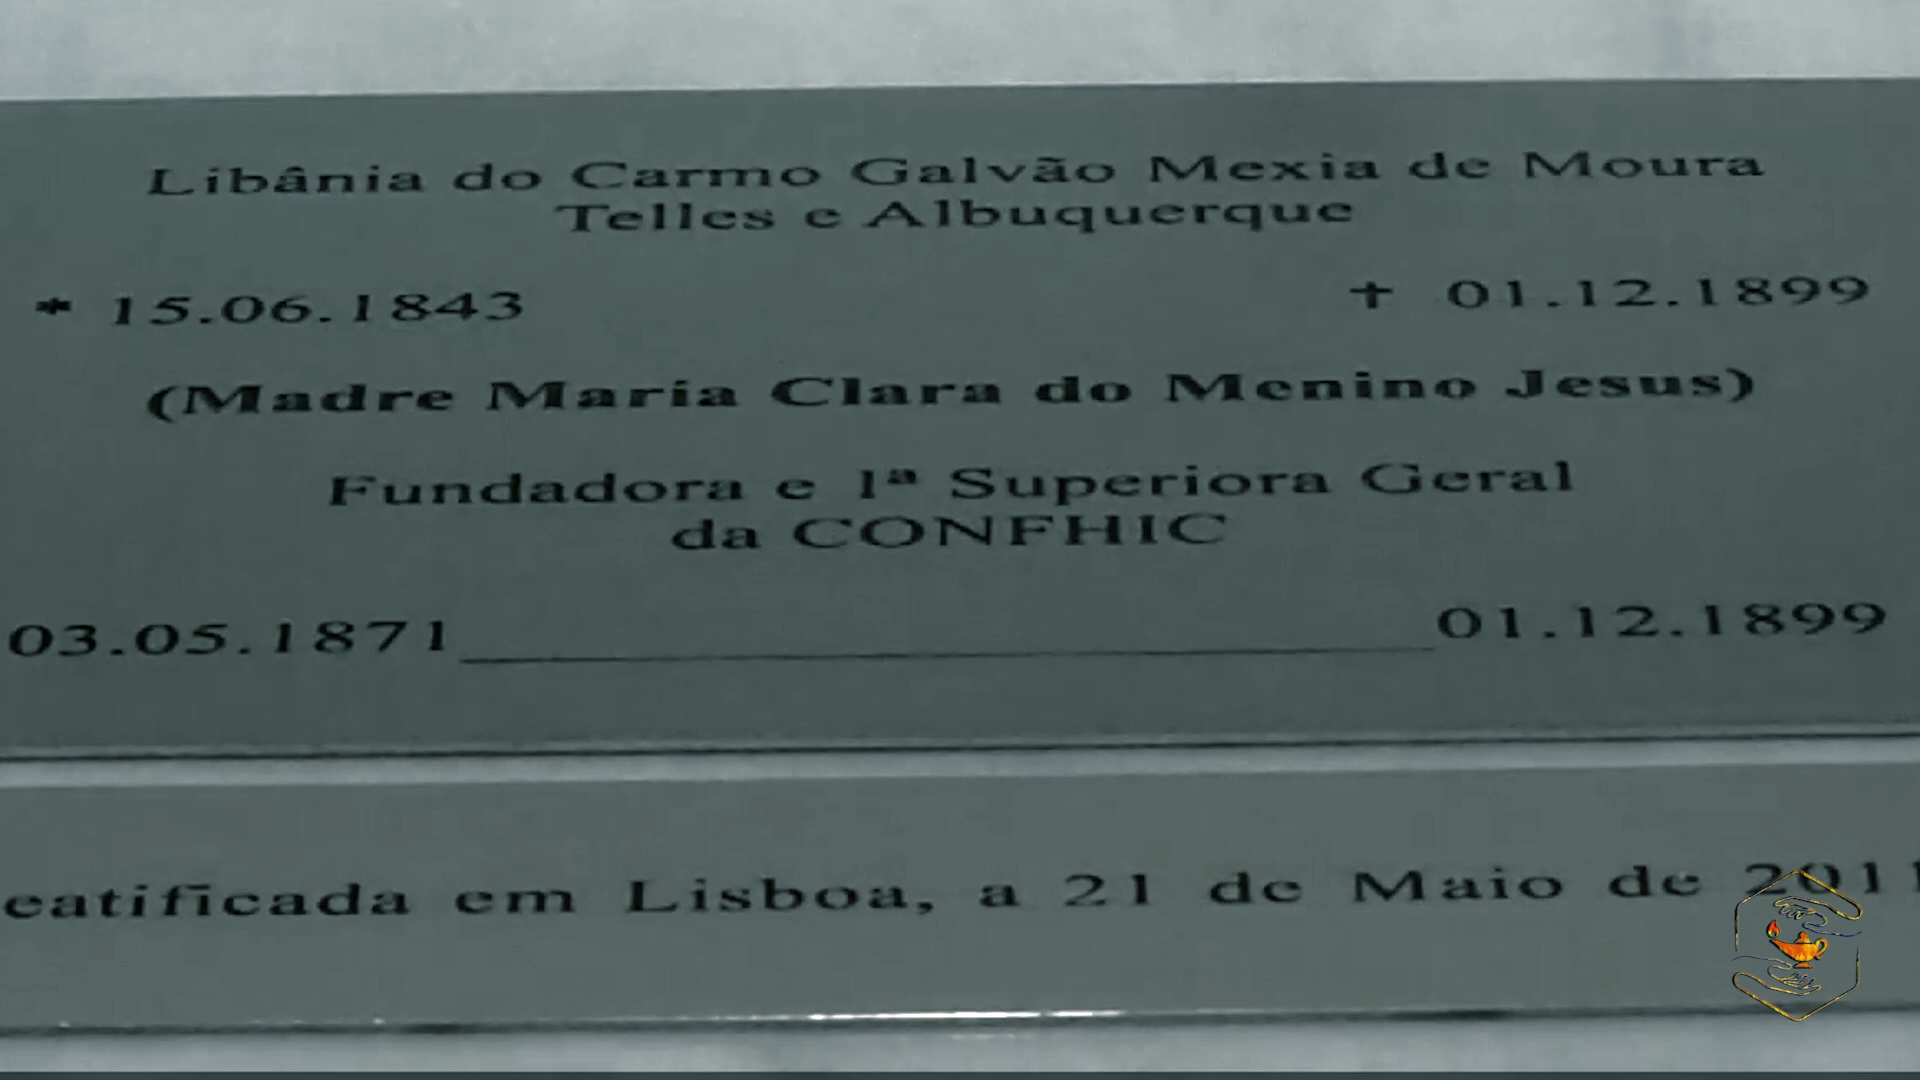 Libânia do Carmo Galvão Mexia de Moura
Telles e Albuquerque
* 15.06.1843 ✝ 01.12.1899
(Madre Maria Clara do Menino Jesus)
Fundadora e 1ª Superiora Geral
da CONFHIC
03.05.1871 ____________________ 01.12.1899
eatificada em Lisboa, a 21 de Maio de 2011